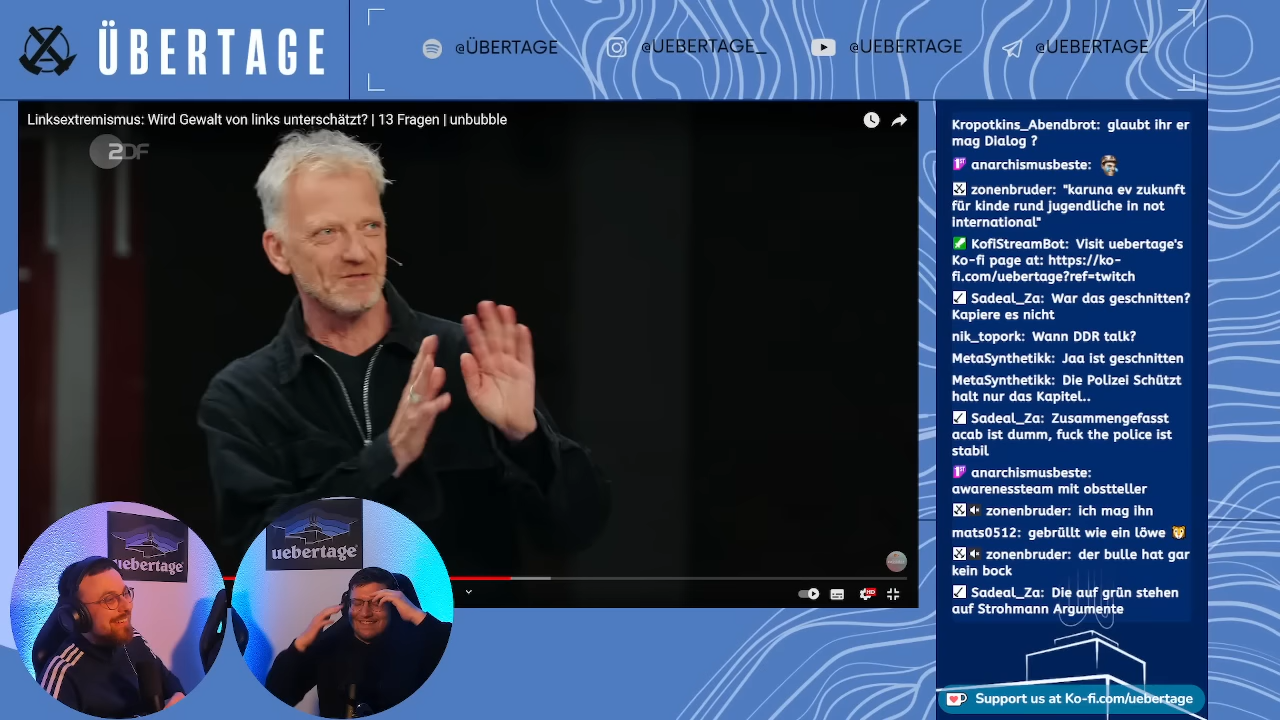 ÜBERTAGE
@ÜBERTAGE
@UEBERTAGE_
@UEBERTAGE
@UEBERTAGE
Linksextremismus: Wird Gewalt von links unterschätzt? | 13 Fragen | unbubble
ZDF
Kropotkins_Abendbrot: glaubt ihr er
mag Dialog ?
anarchismusbeste:
zonenbruder: "karuna ev zukunft
für kinde rund jugendliche in not
international"
KofiStreamBot: Visit uebertage's
Ko-fi page at: https://ko-
fi.com/uebertage?ref=twitch
Sadeal_Za: War das geschnitten?
Kapiere es nicht
nik_topork: Wann DDR talk?
MetaSynthetikk: Jaa ist geschnitten
MetaSynthetikk: Die Polizei Schützt
halt nur das Kapitel..
Sadeal_Za: Zusammengefasst
acab ist dumm, fuck the police ist
stabil
anarchismusbeste:
awarenessteam mit obstteller
zonenbruder: ich mag ihn
mats0512: gebrüllt wie ein löwe
zonenbruder: der bulle hat gar
kein bock
Sadeal_Za: Die auf grün stehen
auf Strohmann Argumente
uebertage
uebertage
HD
Support us at Ko-fi.com/uebertage